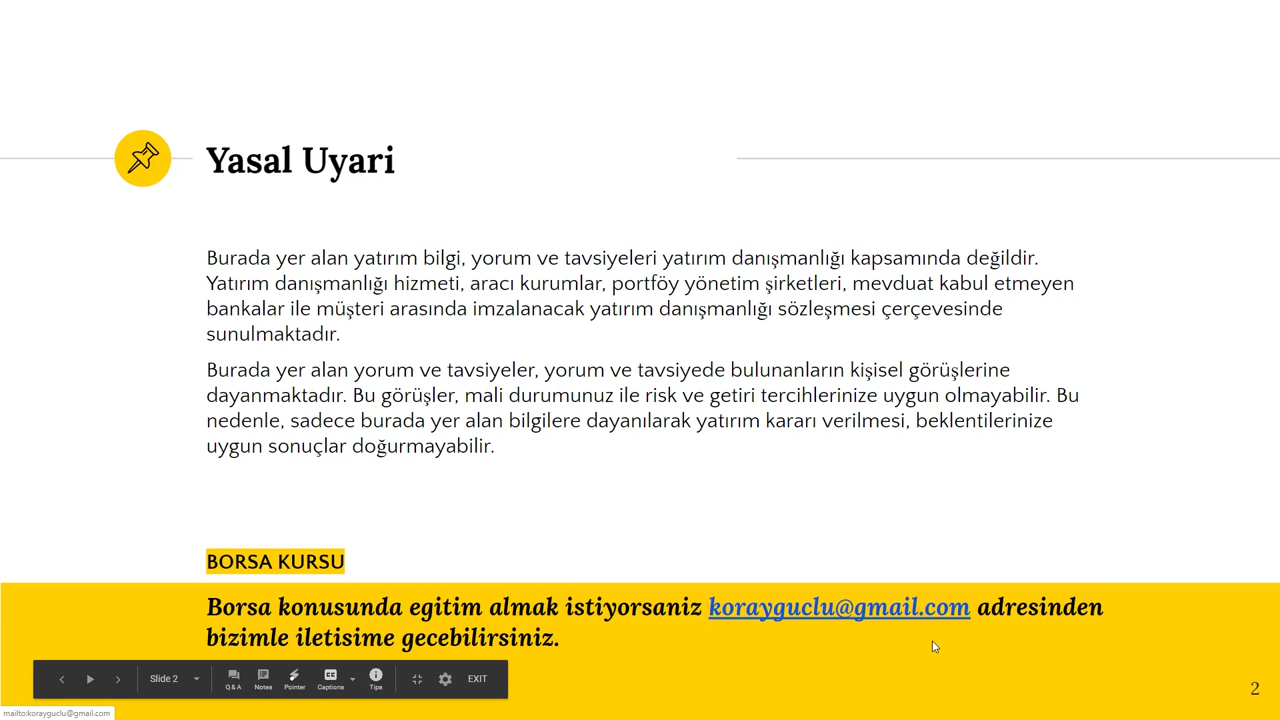 Yasal Uyari
Burada yer alan yatırım bilgi, yorum ve tavsiyeleri yatırım danışmanlığı kapsamında değildir.
Yatırım danışmanlığı hizmeti, aracı kurumlar, portföy yönetim şirketleri, mevduat kabul etmeyen
bankalar ile müşteri arasında imzalanacak yatırım danışmanlığı sözleşmesi çerçevesinde
sunulmaktadır.
Burada yer alan yorum ve tavsiyeler, yorum ve tavsiyede bulunanların kişisel görüşlerine
dayanmaktadır. Bu görüşler, mali durumunuz ile risk ve getiri tercihlerinize uygun olmayabilir. Bu
nedenle, sadece burada yer alan bilgilere dayanılarak yatırım kararı verilmesi, beklentilerinize
uygun sonuçlar doğurmayabilir.
BORSA KURSU
Borsa konusunda egitim almak istiyorsaniz korayguclu@gmail.com adresinden
bizimle iletisime gecebilirsiniz.
Slide 2
Q & A
Notes
Pointer
Captions
Tips
EXIT
2
mailto:korayguclu@gmail.com